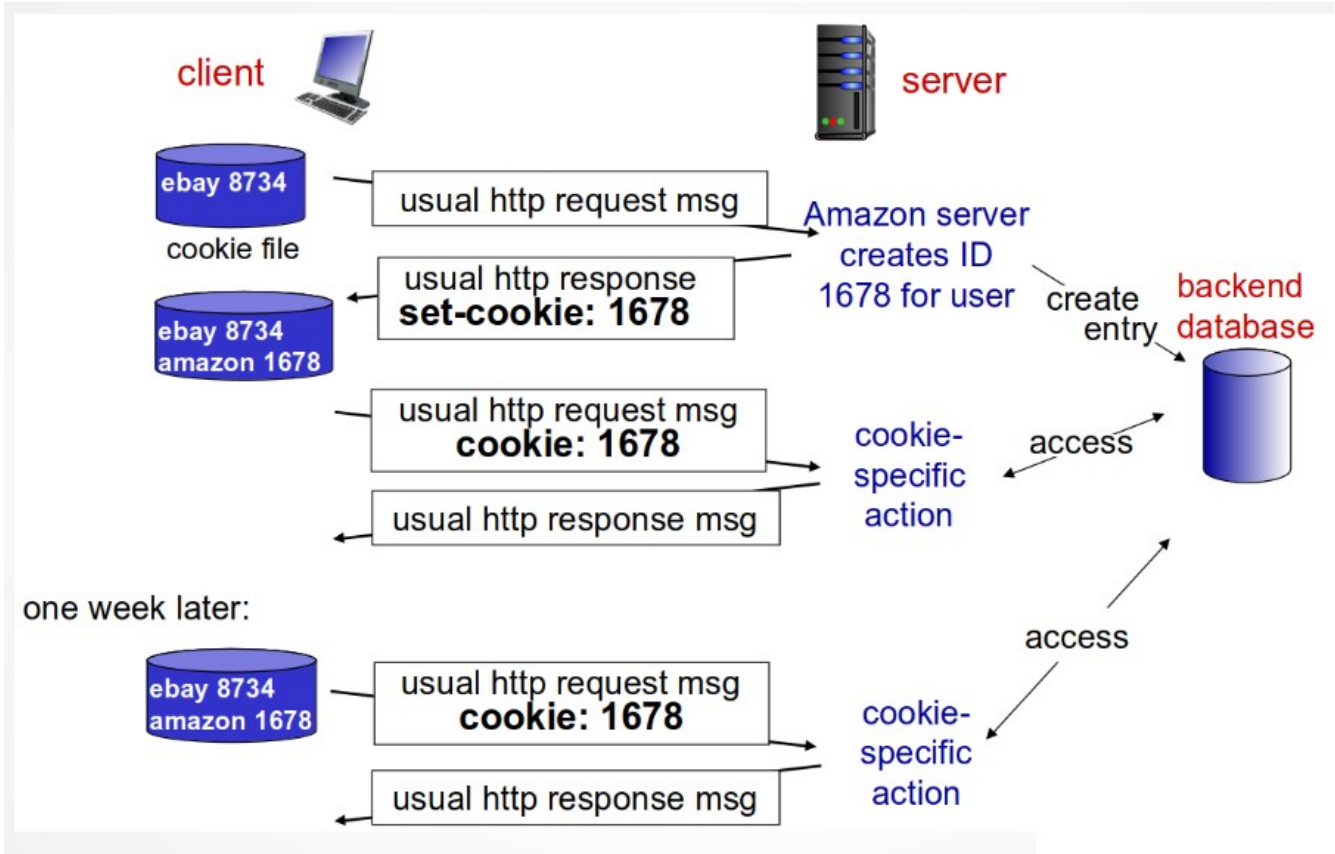 client
server
ebay 8734
cookie file
usual http request msg
Amazon server
creates ID
1678 for user
usual http response
set-cookie: 1678
create
entry
backend
database
ebay 8734
amazon 1678
usual http request msg
cookie: 1678
cookie-
specific
action
access
usual http response msg
one week later:
access
ebay 8734
amazon 1678
usual http request msg
cookie: 1678
cookie-
specific
action
usual http response msg